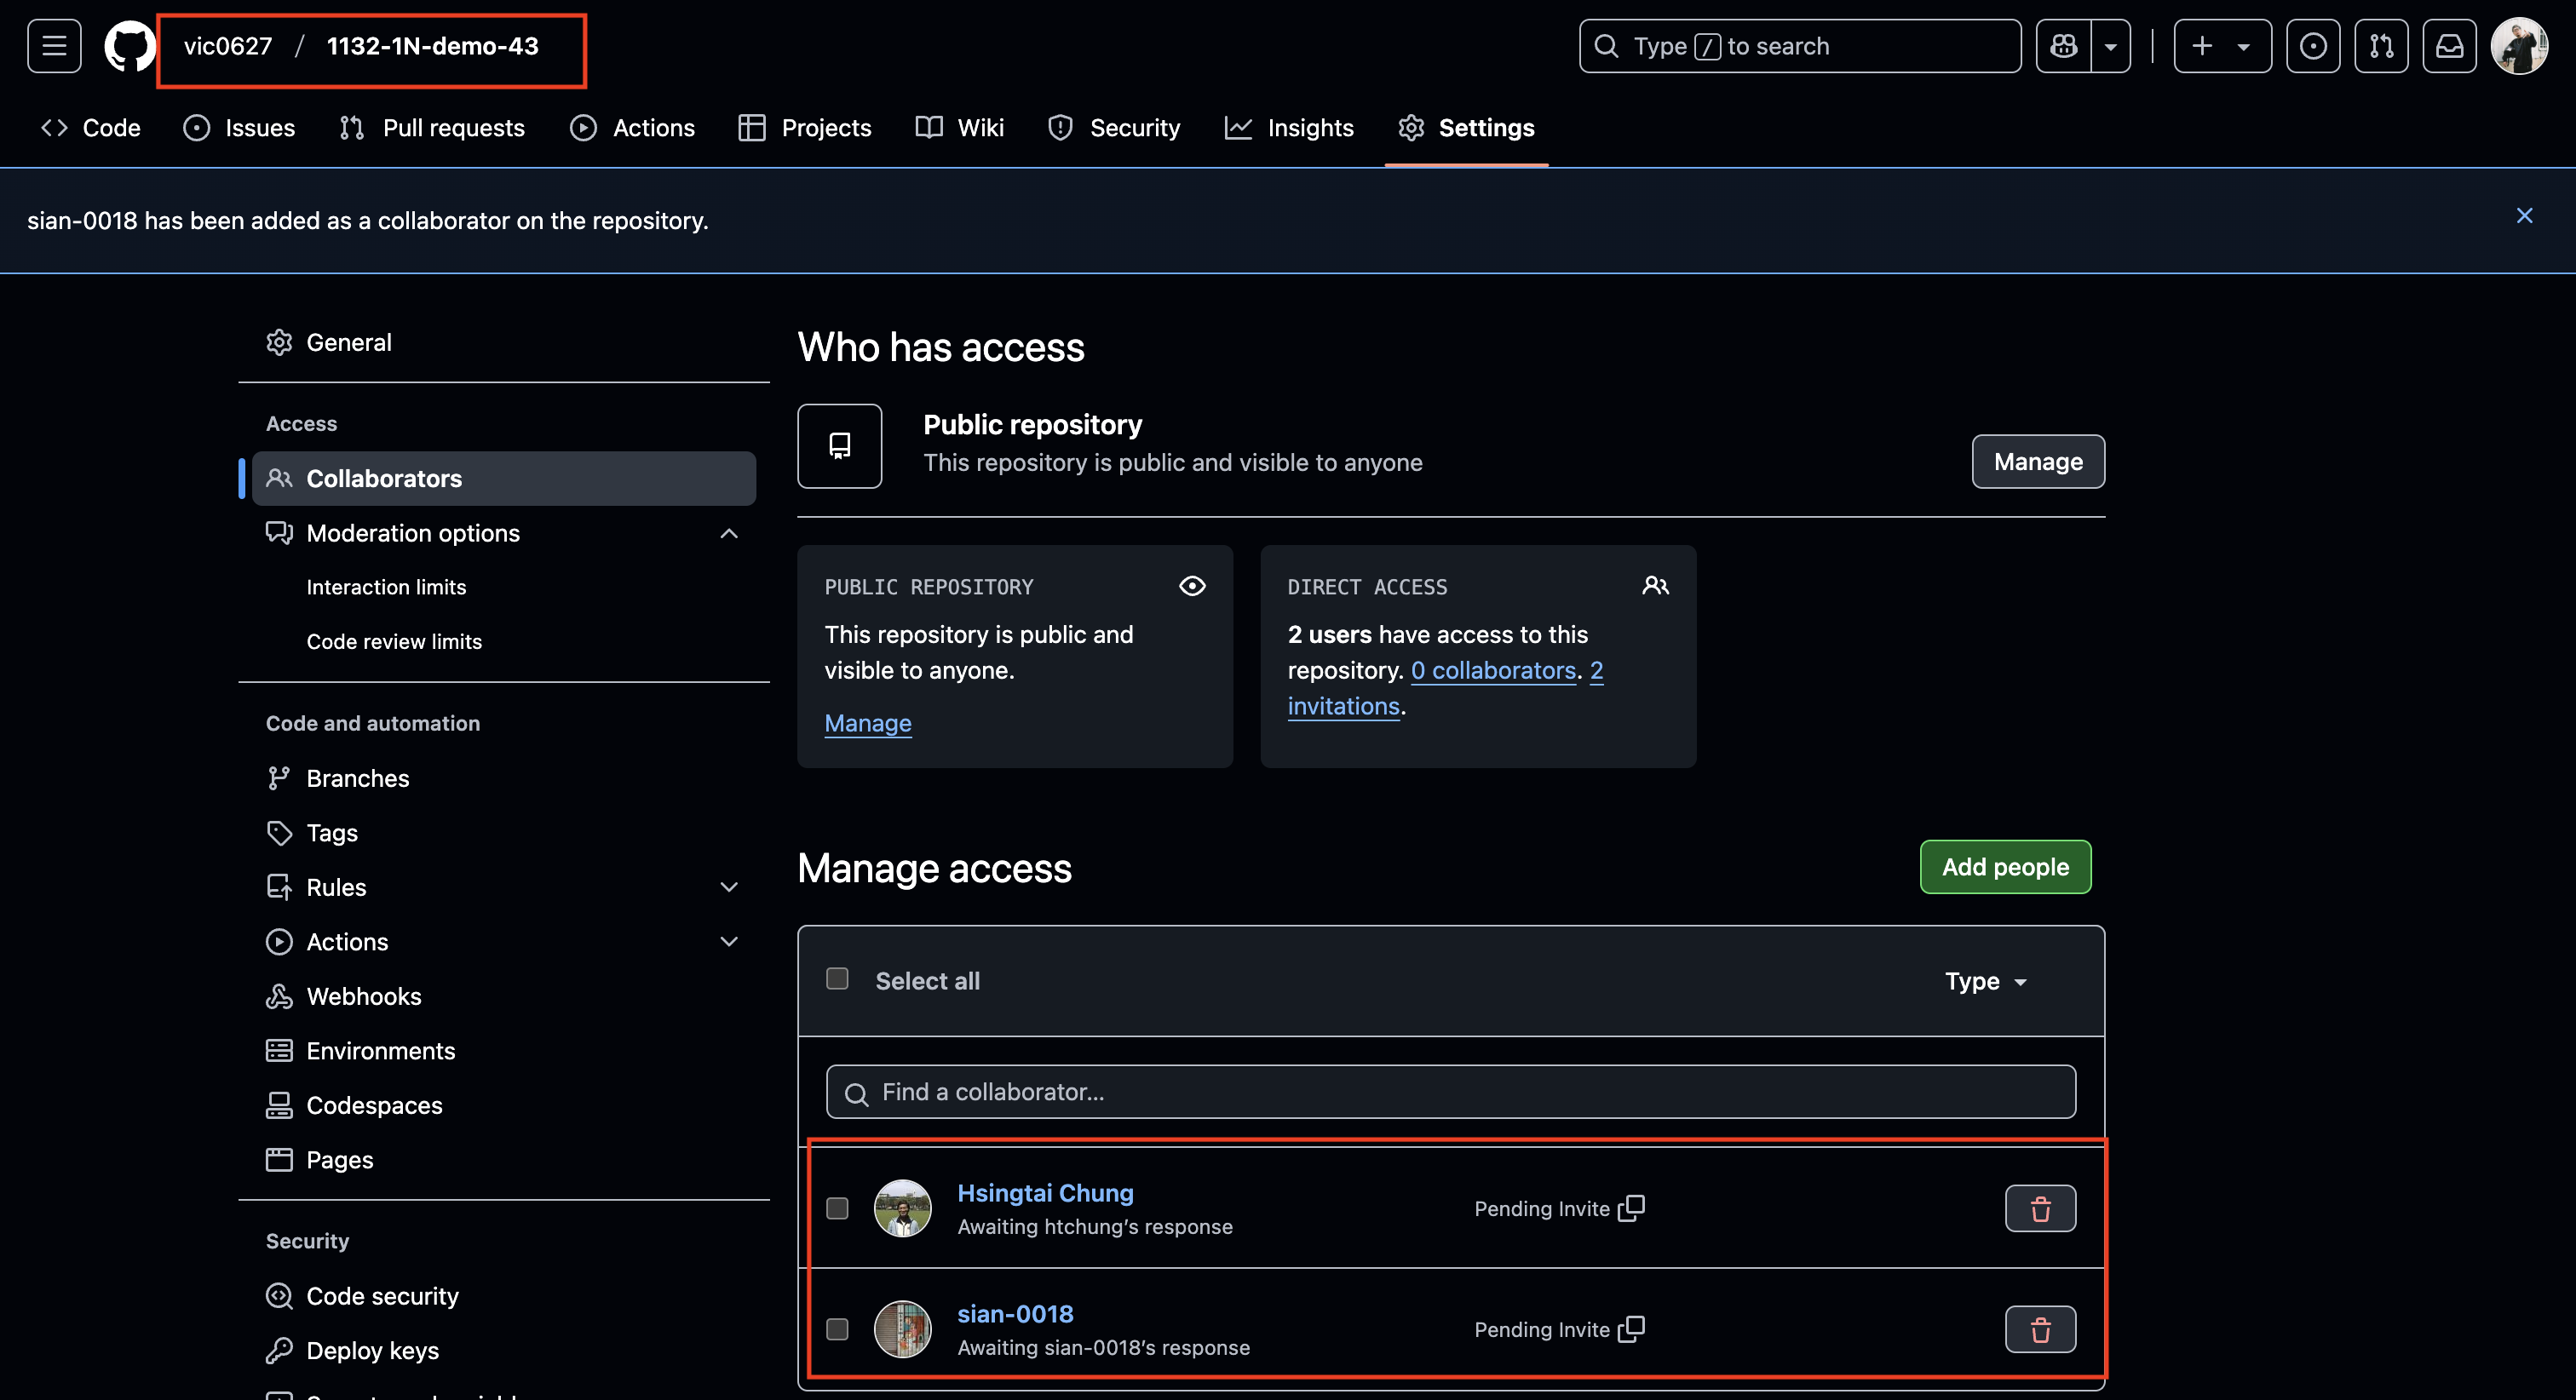 vic0627 / 1132-1N-demo-43
Type / to search
Code
Issues
Pull requests
Actions
Projects
Wiki
Security
Insights
Settings
sian-0018 has been added as a collaborator on the repository.
General
Access
Collaborators
Moderation options
Interaction limits
Code review limits
Code and automation
Branches
Tags
Rules
Actions
Webhooks
Environments
Codespaces
Pages
Security
Code security
Deploy keys
Who has access
Public repository
This repository is public and visible to anyone
Manage
PUBLIC REPOSITORY
This repository is public and
visible to anyone.
Manage
DIRECT ACCESS
2 users have access to this
repository. 0 collaborators. 2
invitations.
Manage access
Add people
Select all
Type
Find a collaborator...
Hsingtai Chung
Awaiting htchung’s response
Pending Invite
sian-0018
Awaiting sian-0018’s response
Pending Invite